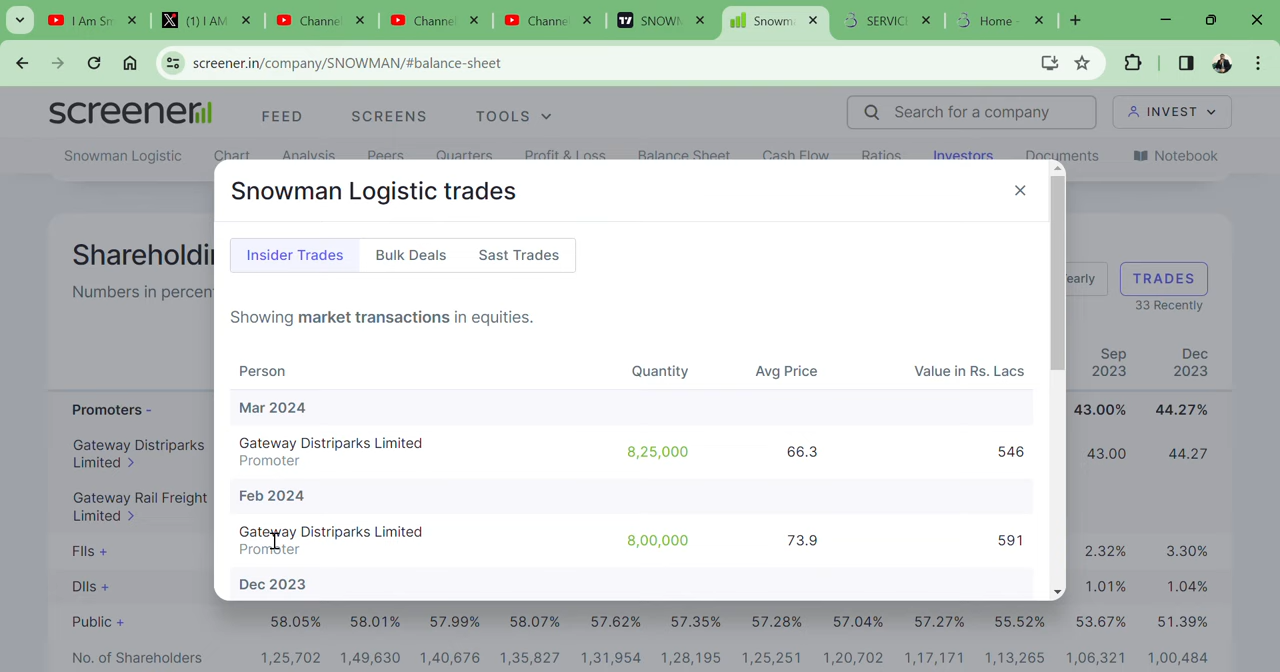 I Am Sm
(1) I AM
Channe
Channe
Channe
SNOWM
Snowm
SERVIC
Home -
screener.in/company/SNOWMAN/#balance-sheet
screener
FEED
SCREENS
TOOLS
Search for a company
INVEST
Snowman Logistic
Chart
Analysis
Peers
Quarters
Profit & Loss
Balance Sheet
Cash Flow
Ratios
Investors
Documents
Notebook
Snowman Logistic trades
Insider Trades
Bulk Deals
Sast Trades
Showing market transactions in equities.
Person Quantity Avg Price Value in Rs. Lacs
Mar 2024
Gateway Distriparks Limited
Promoter
8,25,000 66.3 546
Feb 2024
Gateway Distriparks Limited
Promoter
8,00,000 73.9 591
Dec 2023
Shareholdin
Numbers in percen
early
TRADES
33 Recently
Sep
2023
Dec
2023
Promoters - 43.00% 44.27%
Gateway Distriparks
Limited
43.00 44.27
Gateway Rail Freight
Limited
FIIs + 2.32% 3.30%
DIIs + 1.01% 1.04%
Public + 58.05% 58.01% 57.99% 58.07% 57.62% 57.35% 57.28% 57.04% 57.27% 55.52% 53.67% 51.39%
No. of Shareholders 1,25,702 1,49,630 1,40,676 1,35,827 1,31,954 1,28,195 1,25,251 1,20,702 1,17,171 1,13,265 1,06,321 1,00,484